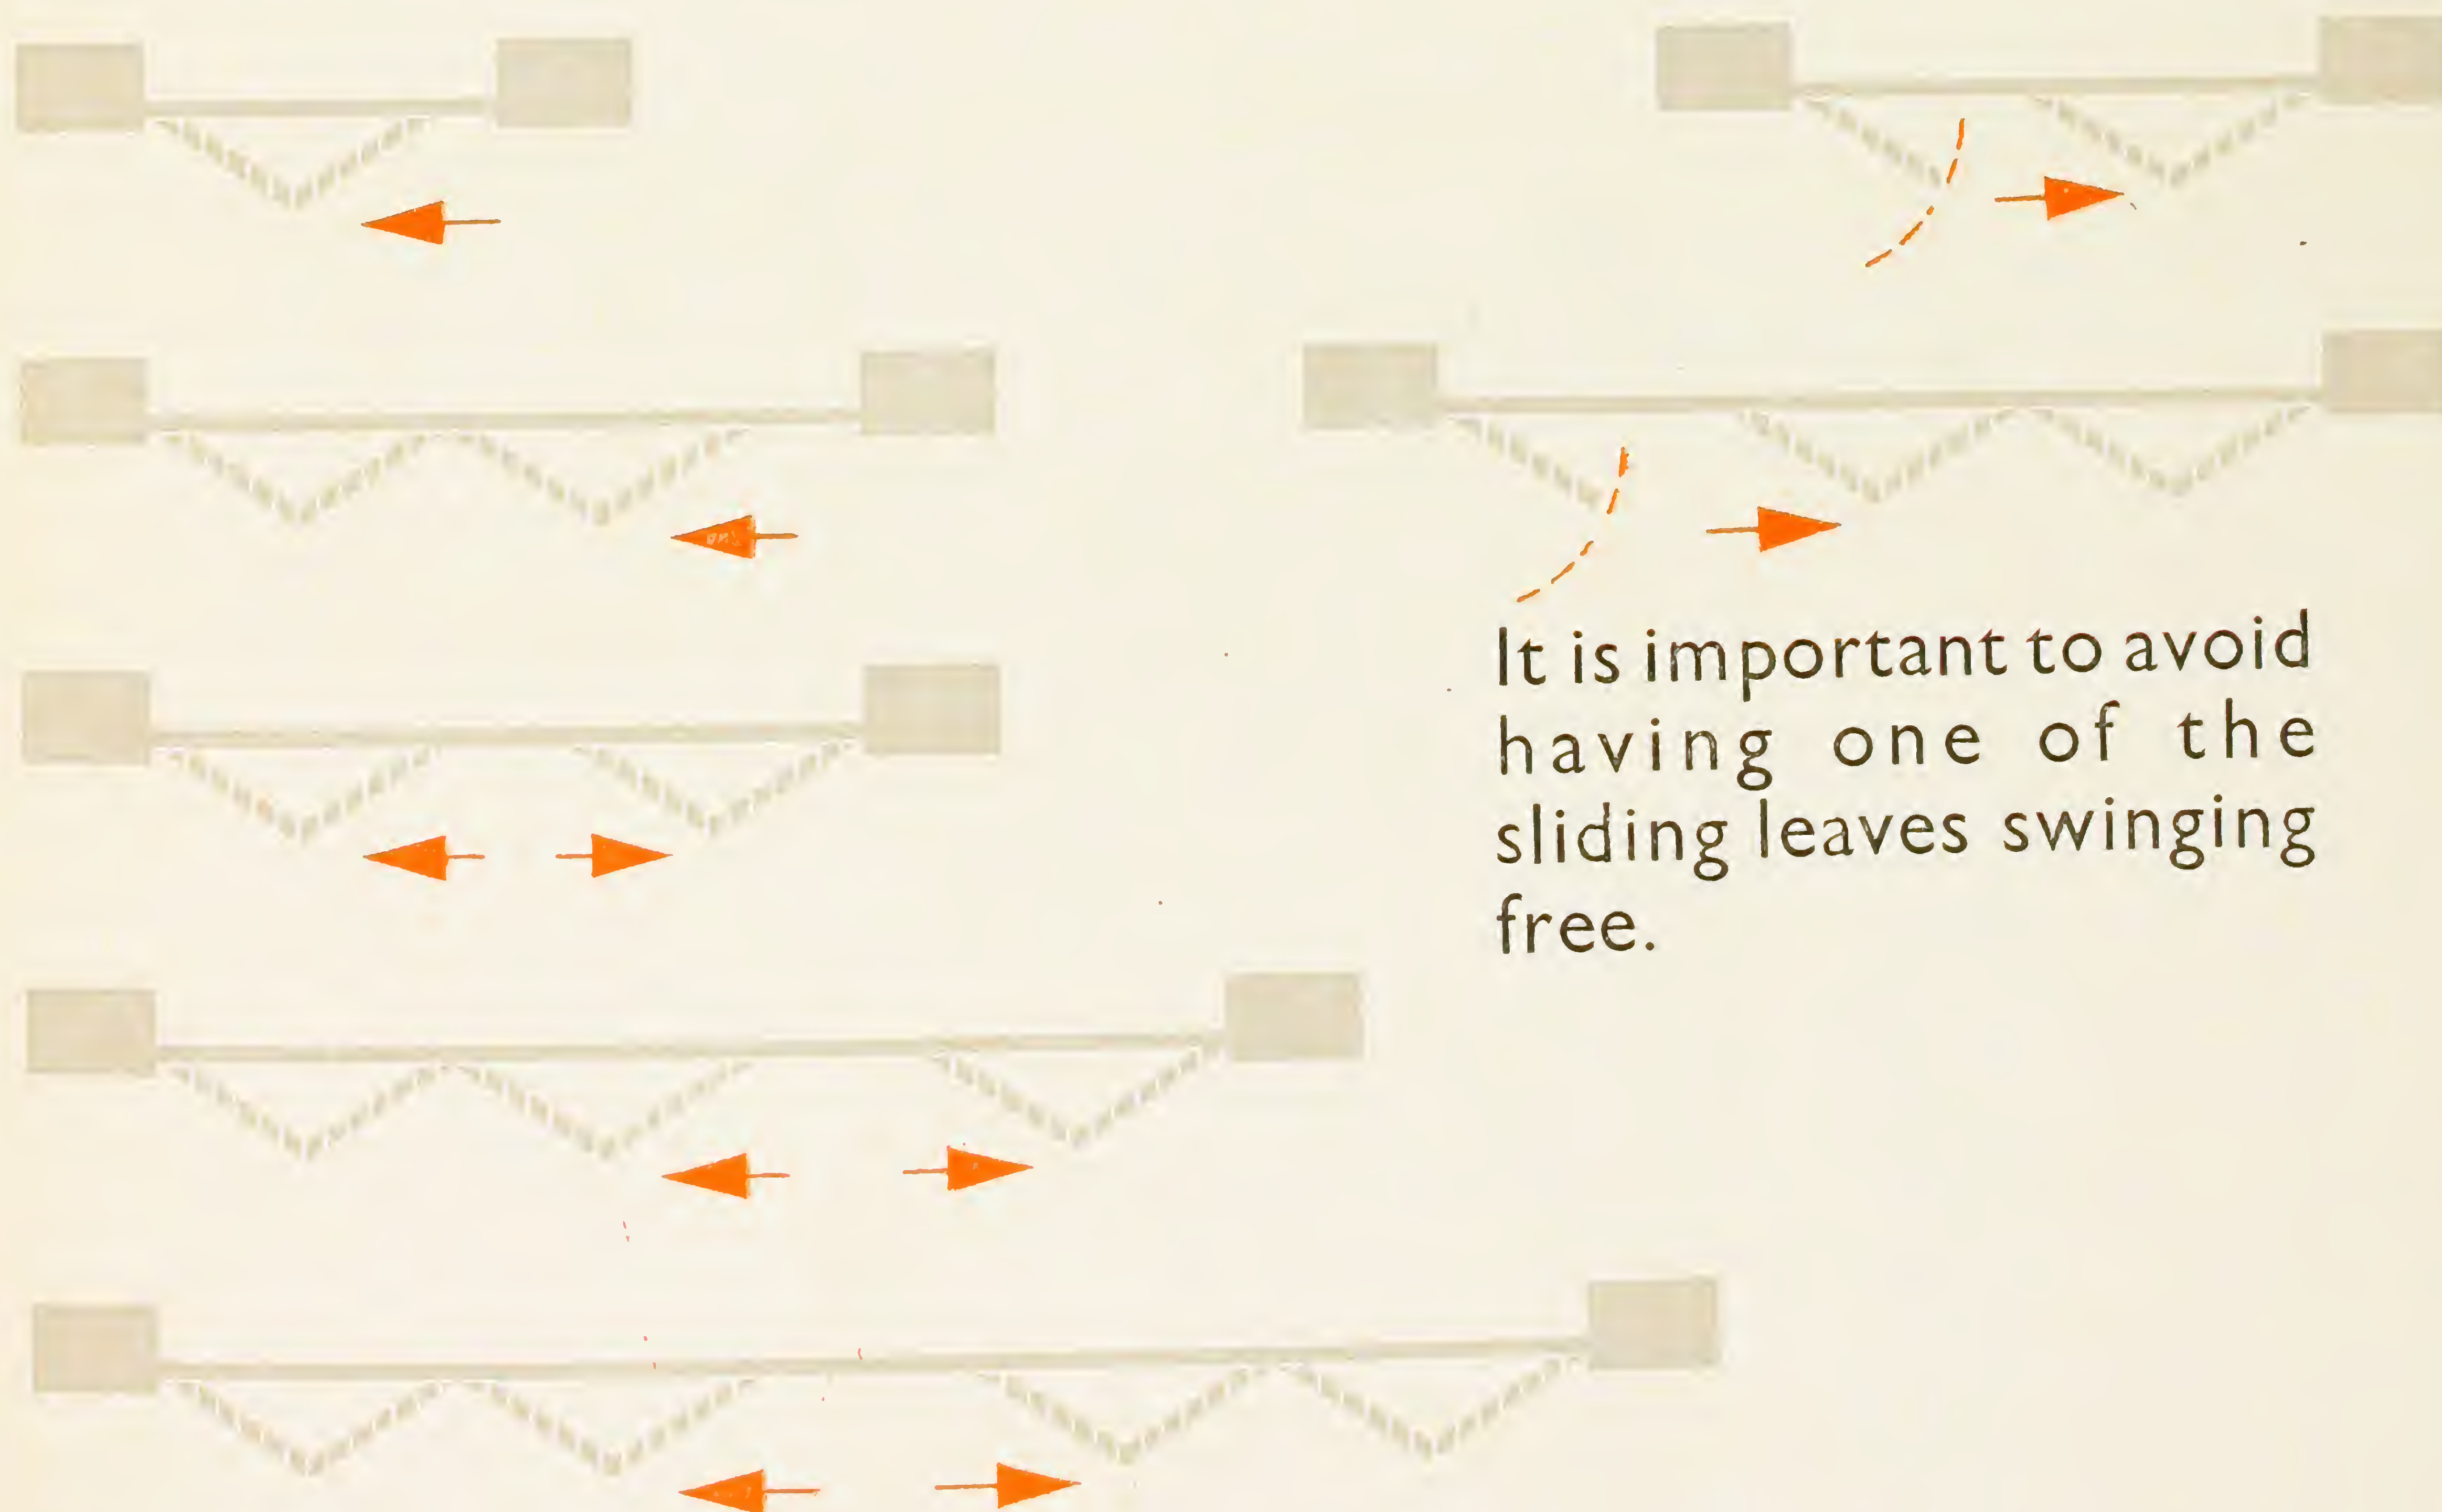 It is important to avoid
having one of the
sliding leaves swinging
free.